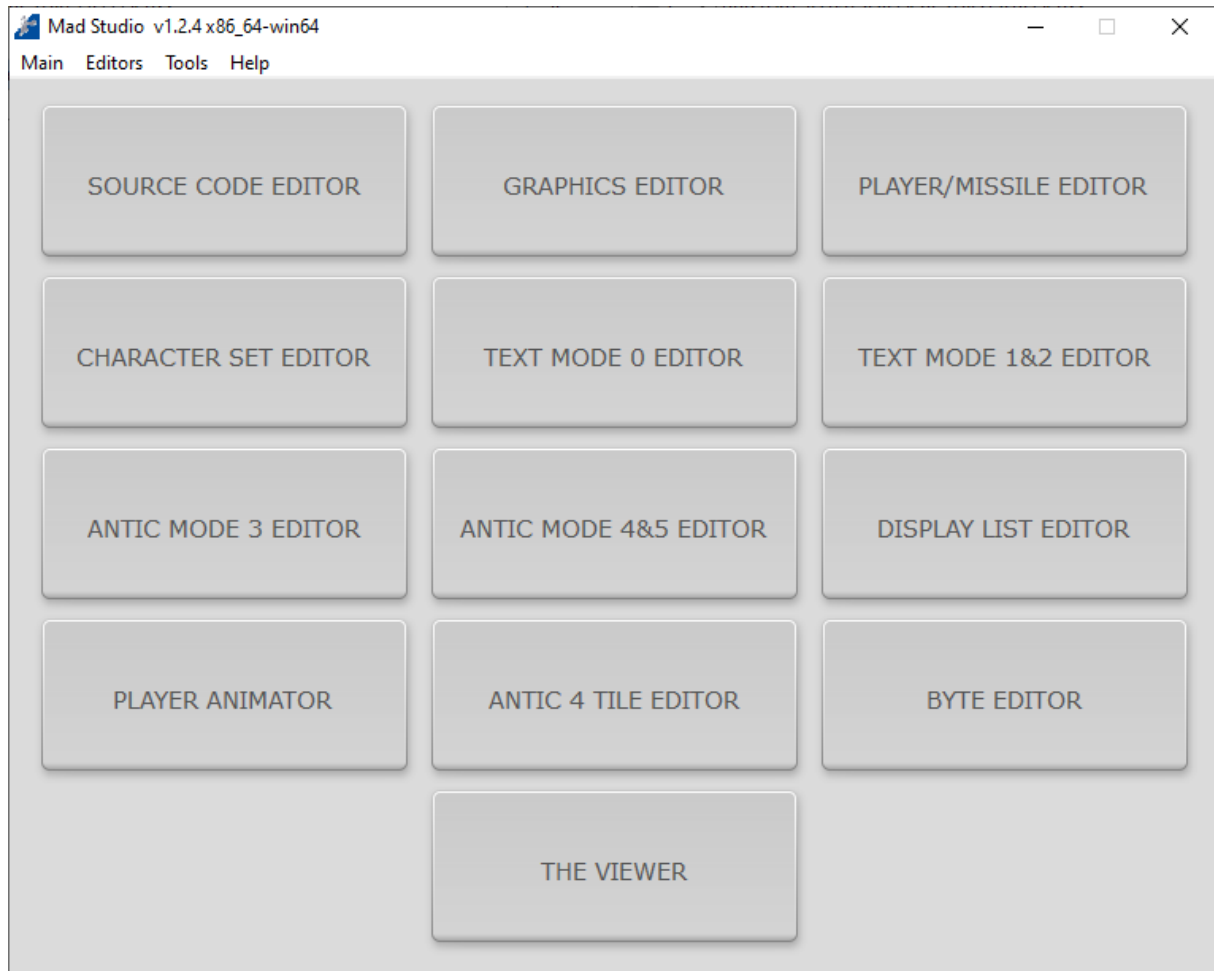 Mad Studio v1.2.4 x86_64-win64
Main Editors Tools Help
SOURCE CODE EDITOR
GRAPHICS EDITOR
PLAYER/MISSILE EDITOR
CHARACTER SET EDITOR
TEXT MODE 0 EDITOR
TEXT MODE 1&2 EDITOR
ANTIC MODE 3 EDITOR
ANTIC MODE 4&5 EDITOR
DISPLAY LIST EDITOR
PLAYER ANIMATOR
ANTIC 4 TILE EDITOR
BYTE EDITOR
THE VIEWER